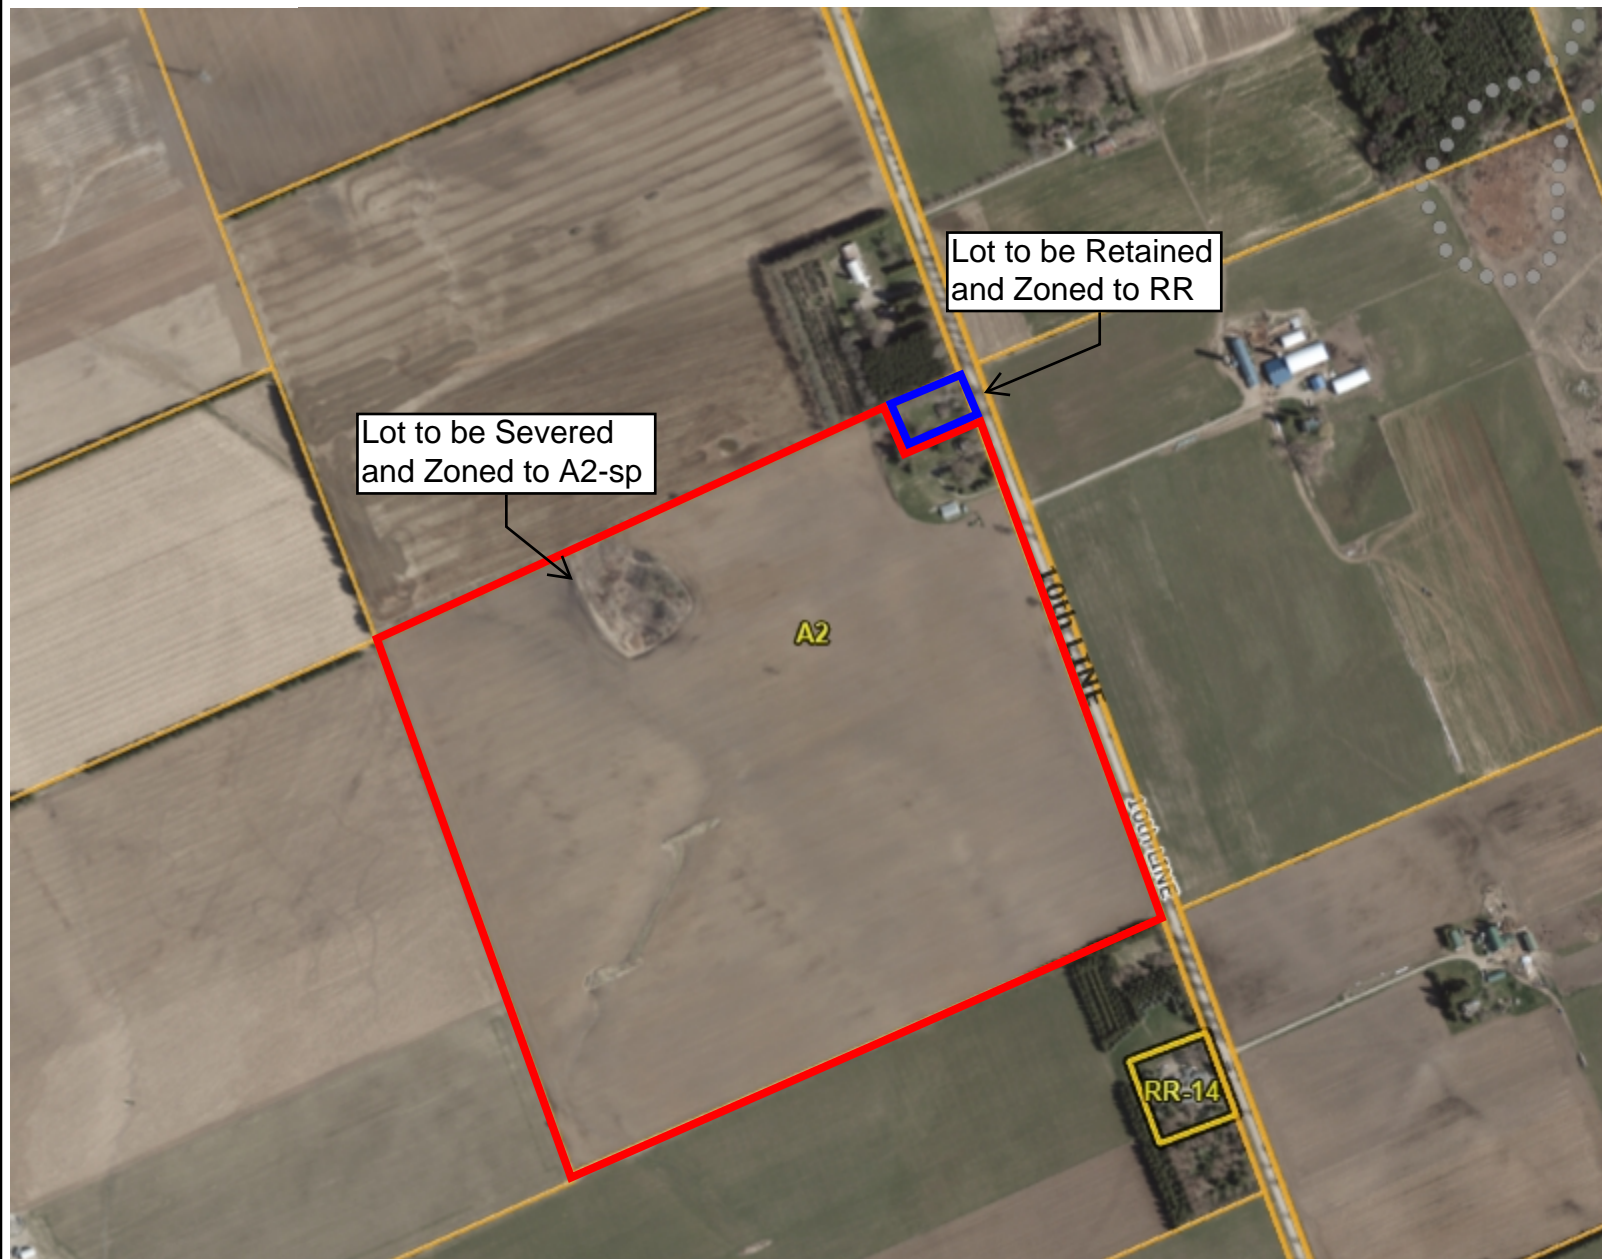 Lot to be Retained
and Zoned to RR
Lot to be Severed
and Zoned to A2-sp
A2
10th LINE
10th LINE
RR-14